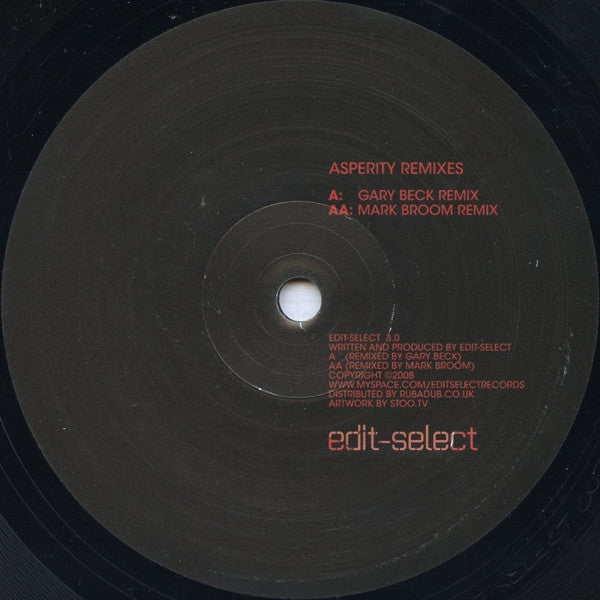 ASPERITY REMIXES
A: GARY BECK REMIX
AA: MARK BROOM REMIX
EDIT-SELECT 3.0
WRITTEN AND PRODUCED BY EDIT-SELECT
A (REMIXED BY GARY BECK)
AA (REMIXED BY MARK BROOM)
COPYRIGHT ©2008
WWW.MYSPACE.COM/EDITSELECTRECORDS
DISTRIBUTED BY RUBADUB.CO.UK
ARTWORK BY STOO.TV
edit-select